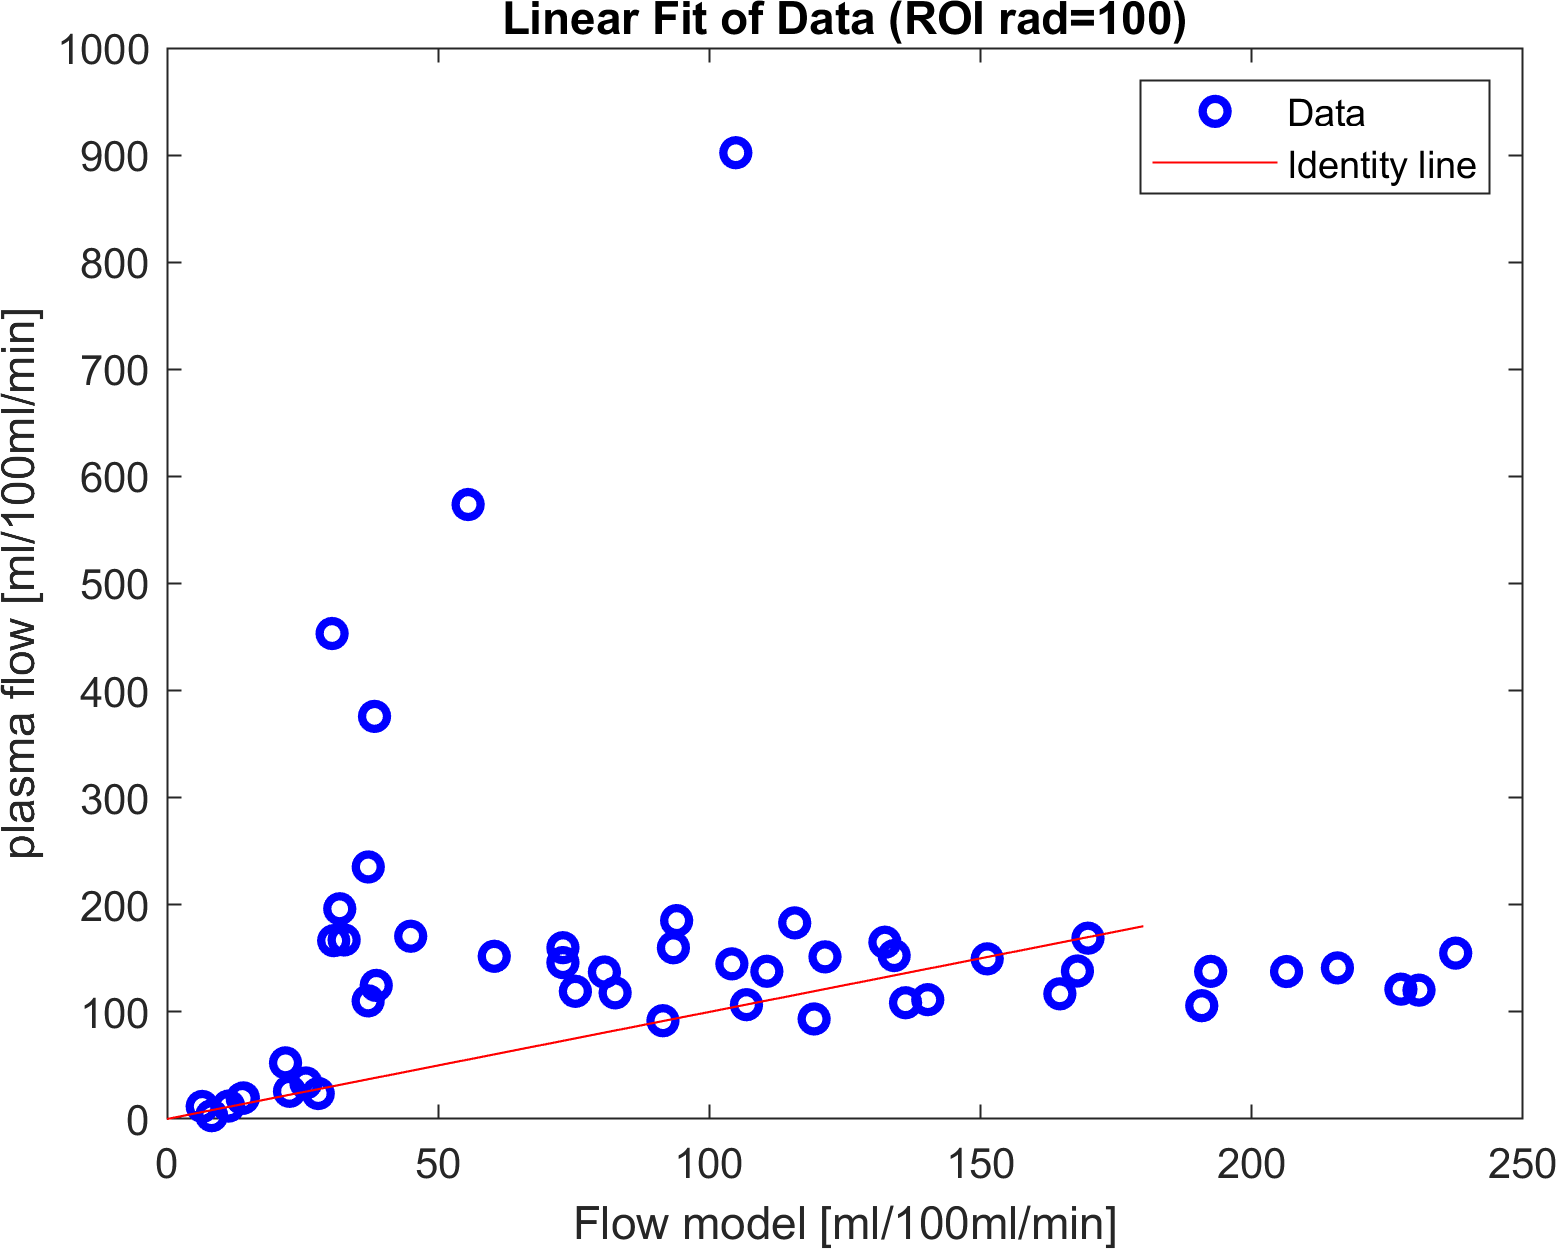 Linear Fit of Data (ROI rad=100)
1000
900
800
700
600
500
400
300
200
100
0
plasma flow [ml/100ml/min]
Data
Identity line
0 50 100 150 200 250
Flow model [ml/100ml/min]